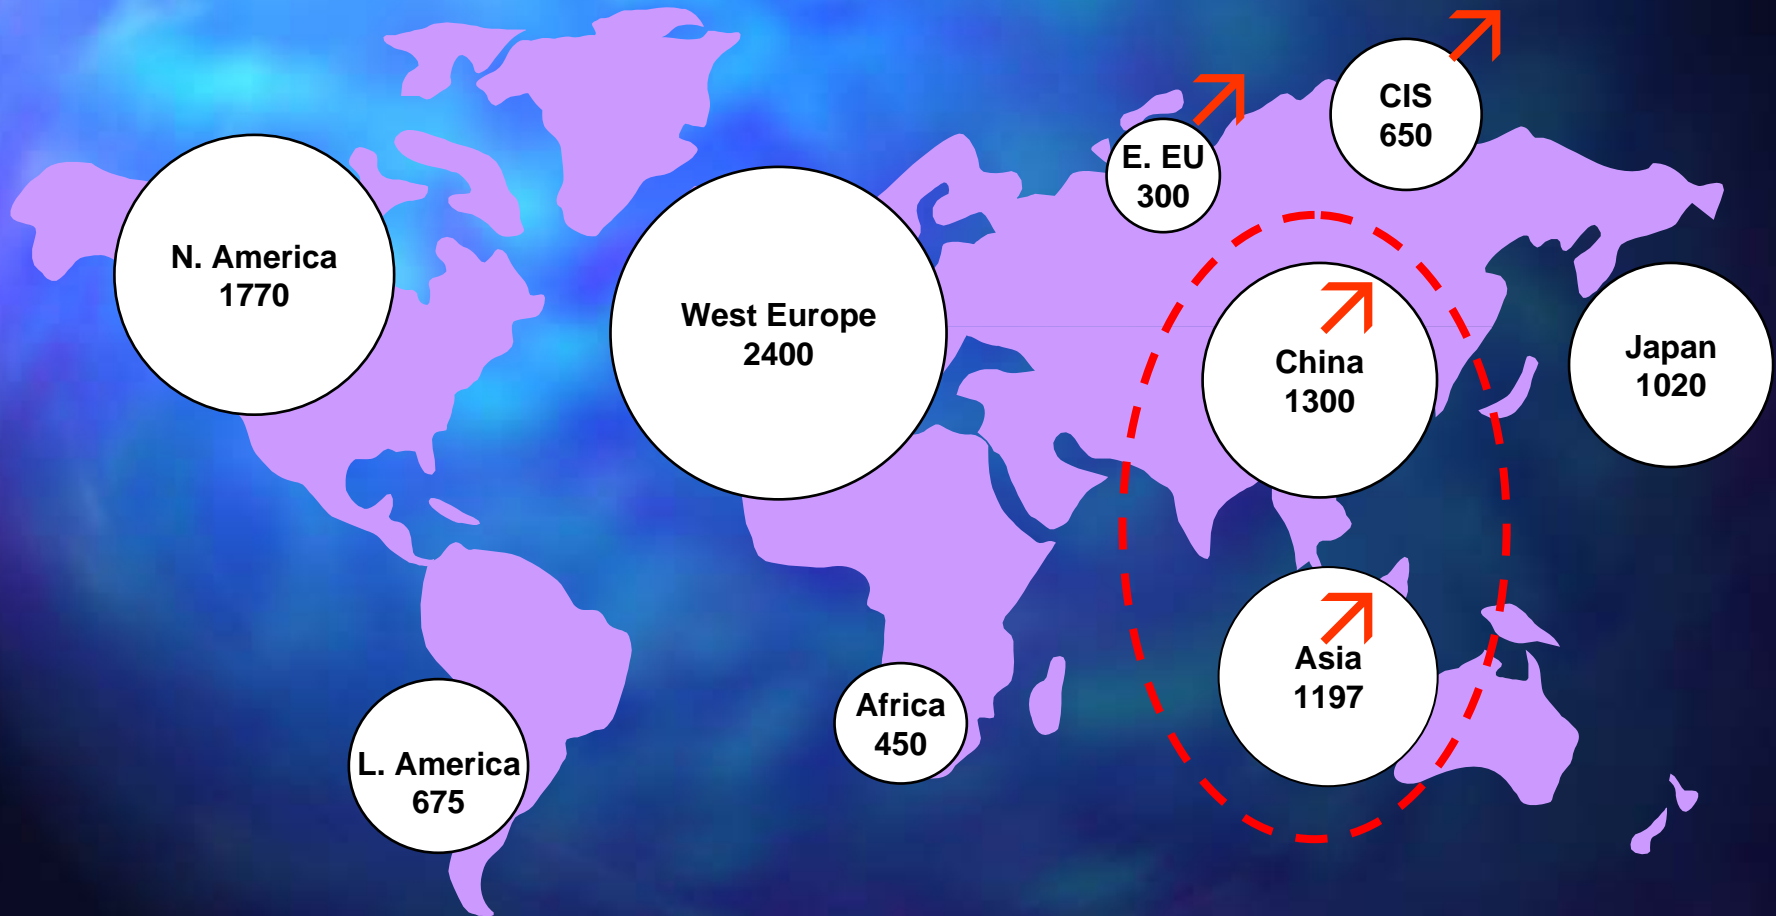 CIS
650
E. EU
300
N. America
1770
West Europe
2400
China
1300
Japan
1020
Asia
1197
Africa
450
L. America
675